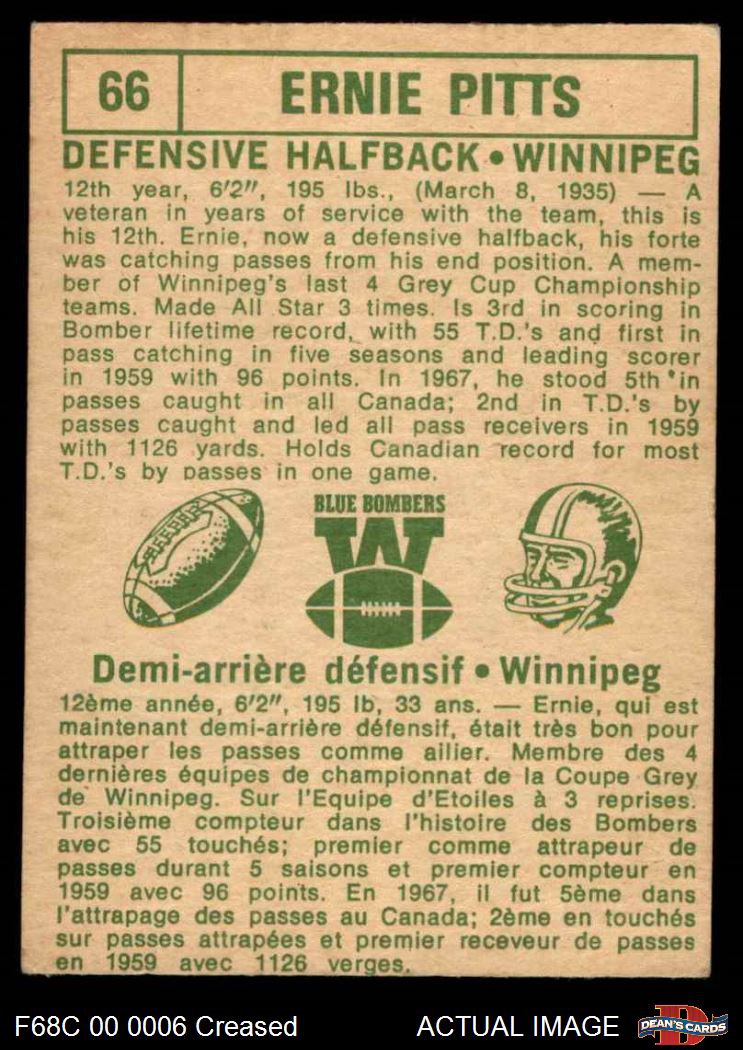 66
ERNIE PITTS
DEFENSIVE HALFBACK • WINNIPEG
12th year, 6'2", 195 lbs., (March 8, 1935) — A
veteran in years of service with the team, this is
his 12th. Ernie, now a defensive halfback, his forte
was catching passes from his end position. A mem-
ber of Winnipeg's last 4 Grey Cup Championship
teams. Made All Star 3 times. Is 3rd in scoring in
Bomber lifetime record, with 55 T.D.'s and first in
pass catching in five seasons and leading scorer
in 1959 with 96 points. In 1967, he stood 5th in
passes caught in all Canada; 2nd in T.D.'s by
passes caught and led all pass receivers in 1959
with 1126 yards. Holds Canadian record for most
T.D.'s by passes in one game.
BLUE BOMBERS
W
Demi-arrière défensif • Winnipeg
12ème année, 6'2", 195 lb, 33 ans. — Ernie, qui est
maintenant demi-arrière défensif, était très bon pour
attraper les passes comme ailier. Membre des 4
dernières équipes de championnat de la Coupe Grey
de Winnipeg. Sur l'Equipe d'Etoiles à 3 reprises.
Troisième compteur dans l'histoire des Bombers
avec 55 touchés; premier comme attrapeur de
passes durant 5 saisons et premier compteur en
1959 avec 96 points. En 1967, il fut 5ème dans
l'attrapage des passes au Canada; 2ème en touchés
sur passes attrapées et premier receveur de passes
en 1959 avec 1126 verges.
F68C 00 0006 Creased
ACTUAL IMAGE
D
DEAN'S CARDS